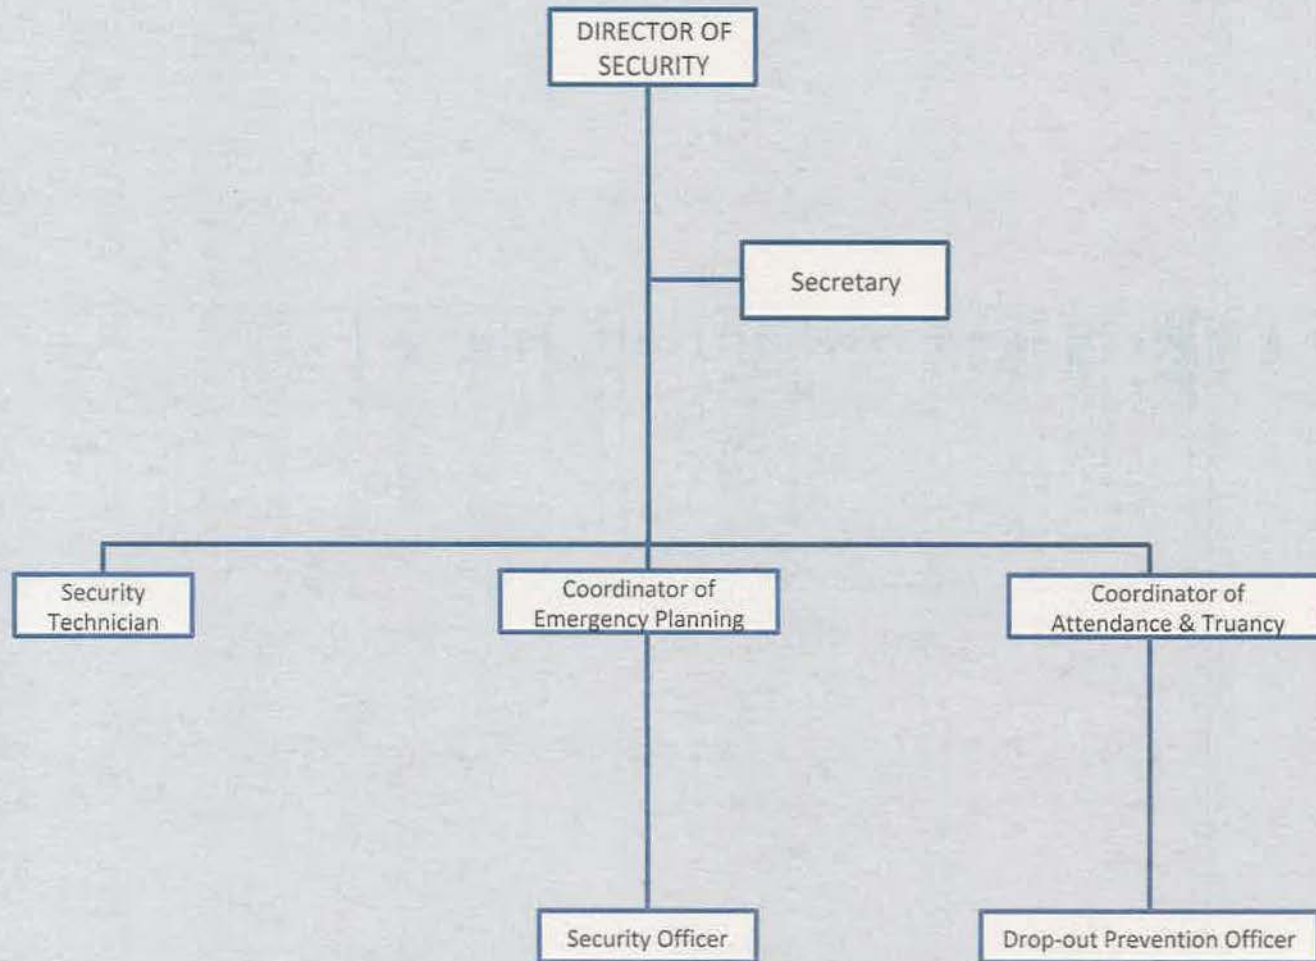 DIRECTOR OF
SECURITY
Secretary
Security
Technician
Coordinator of
Emergency Planning
Coordinator of
Attendance & Truancy
Security Officer
Drop-out Prevention Officer